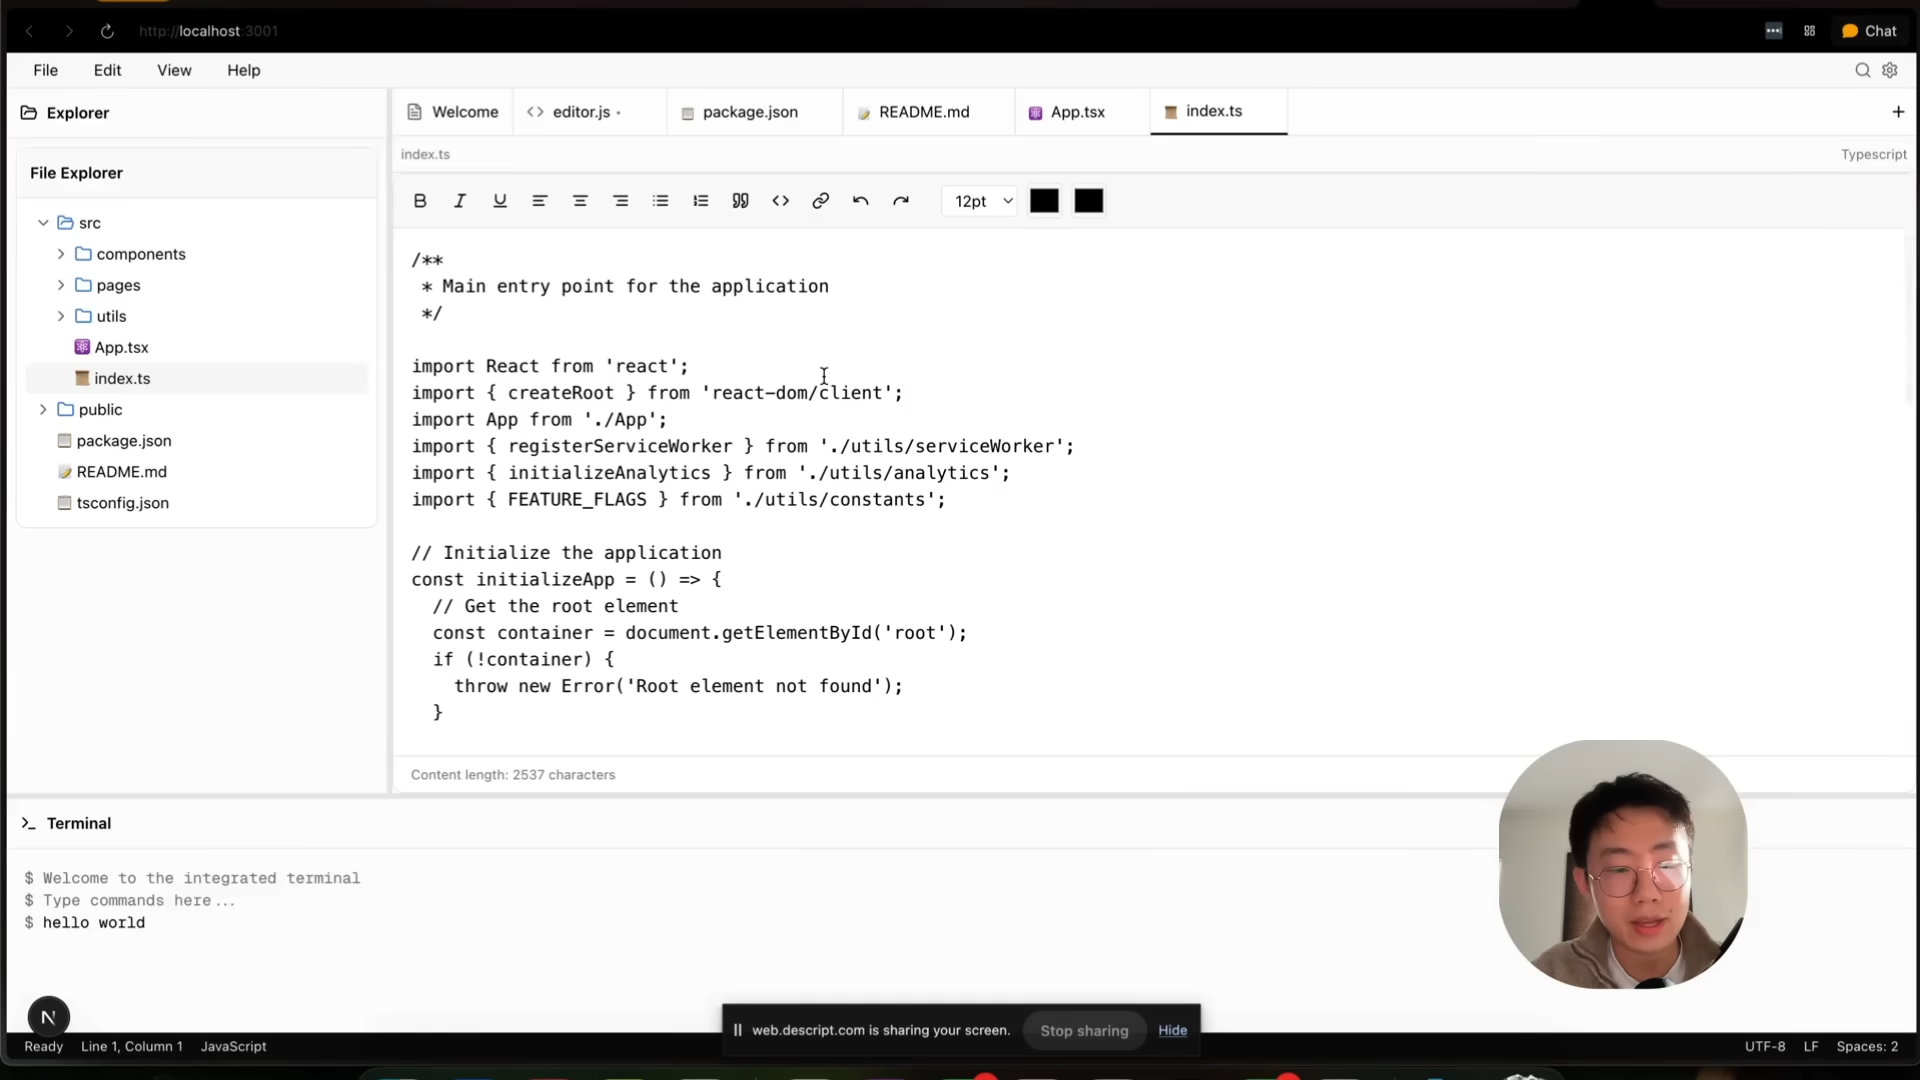 http://localhost:3001
Chat
File Edit View Help
Explorer
Welcome editor.js • package.json README.md App.tsx index.ts
index.ts Typescript
File Explorer
12pt
src
components
pages
utils
App.tsx
index.ts
public
package.json
README.md
tsconfig.json
/**
 * Main entry point for the application
 */
import React from 'react';
import { createRoot } from 'react-dom/client';
import App from './App';
import { registerServiceWorker } from './utils/serviceWorker';
import { initializeAnalytics } from './utils/analytics';
import { FEATURE_FLAGS } from './utils/constants';
// Initialize the application
const initializeApp = () => {
  // Get the root element
  const container = document.getElementById('root');
  if (!container) {
    throw new Error('Root element not found');
  }
Content length: 2537 characters
Terminal
$ Welcome to the integrated terminal
$ Type commands here...
$ hello world
N
web.descript.com is sharing your screen. Stop sharing Hide
Ready Line 1, Column 1 JavaScript UTF-8 LF Spaces: 2